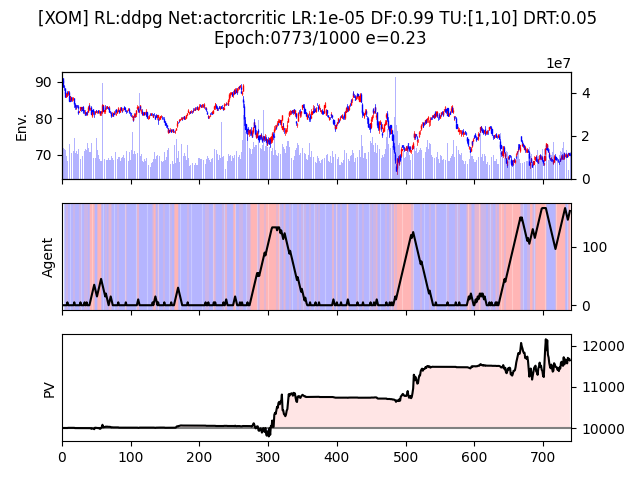 [XOM] RL:ddpg Net:actorcritic LR:1e-05 DF:0.99 TU:[1,10] DRT:0.05
Epoch:0773/1000 e=0.23
1e7
90
80
70
Env.
4
2
0
Agent
100
0
PV
12000
11000
10000
0 100 200 300 400 500 600 700